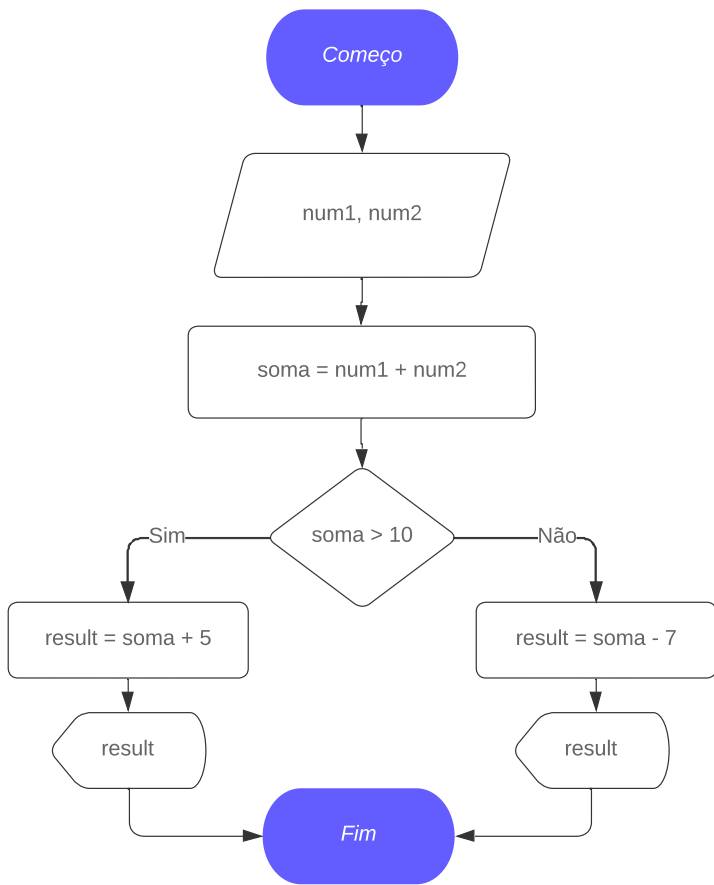 Começo
num1, num2
soma = num1 + num2
soma > 10
Sim
Não
result = soma + 5
result = soma - 7
result
result
Fim